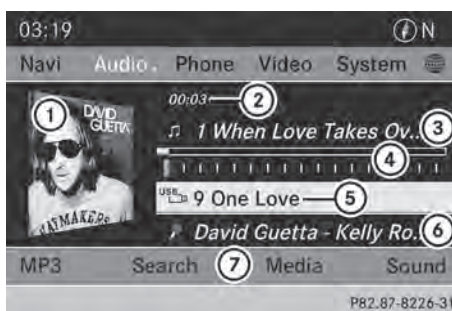 03:19 N
Navi Audio Phone Video System
1 DAVID GUETTA 00:03 2
1 When Love Takes Ov.. 3
4
USB 9 One Love 5
David Guetta - Kelly Ro.. 6
MP3 Search 7 Media Sound
P82.87-8226-31